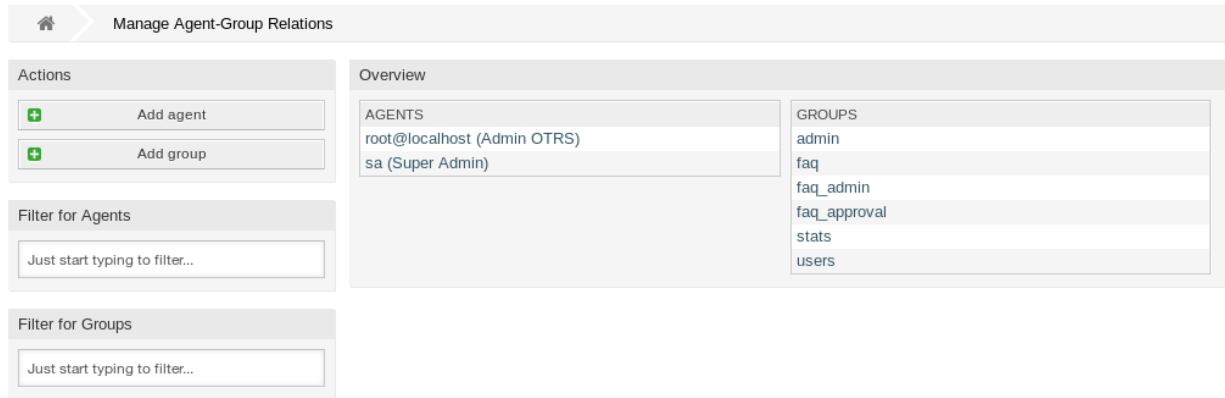 Manage Agent-Group Relations
Actions
Add agent
Add group
Filter for Agents
Just start typing to filter...
Filter for Groups
Just start typing to filter...
Overview
AGENTS
root@localhost (Admin OTRS)
sa (Super Admin)
GROUPS
admin
faq
faq_admin
faq_approval
stats
users